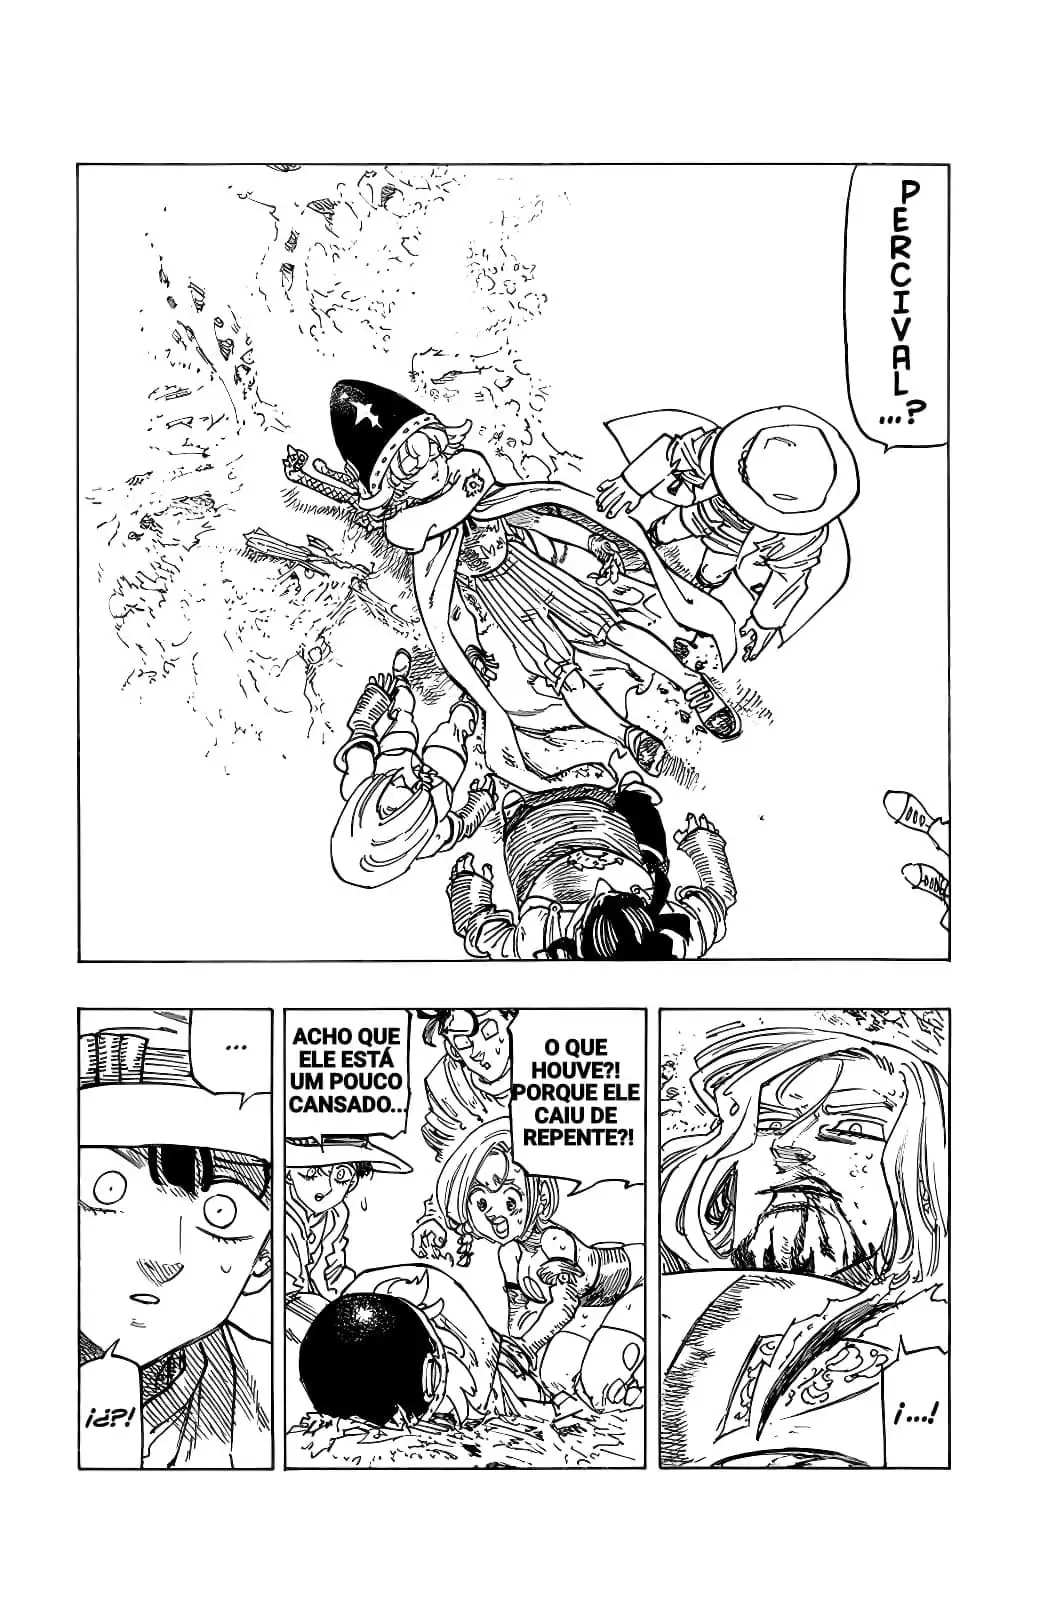 PERCIVAL
...?
¡...!
O QUE
HOUVE?!
PORQUE ELE
CAIU DE
REPENTE?!
ACHO QUE
ELE ESTÁ
UM POUCO
CANSADO...
...
¡¿?!